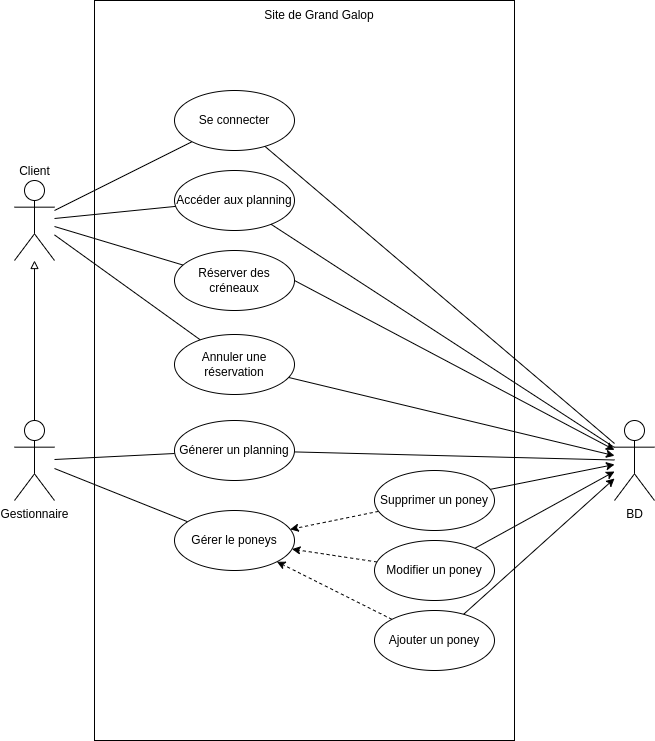 Site de Grand Galop
Se connecter
Client
Accéder aux planning
Réserver des
créneaux
Annuler une
réservation
Génerer un planning
Gestionnaire
Supprimer un poney
BD
Gérer le poneys
Modifier un poney
Ajouter un poney